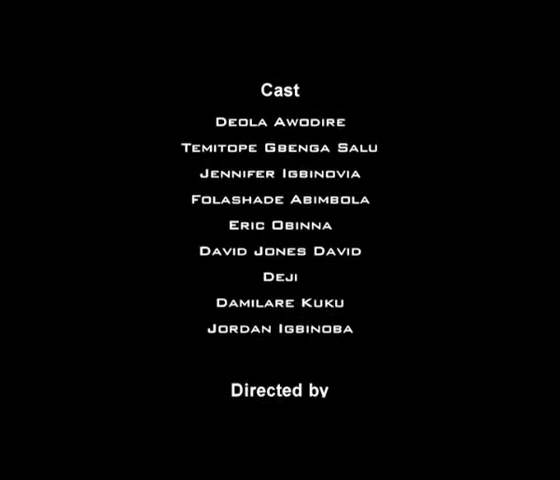 Cast
Deola Awodire
Temitope Gbenga Salu
Jennifer Igbinovia
Folashade Abimbola
Eric Obinna
David Jones David
Deji
Damilare Kuku
Jordan Igbinoba
Directed by